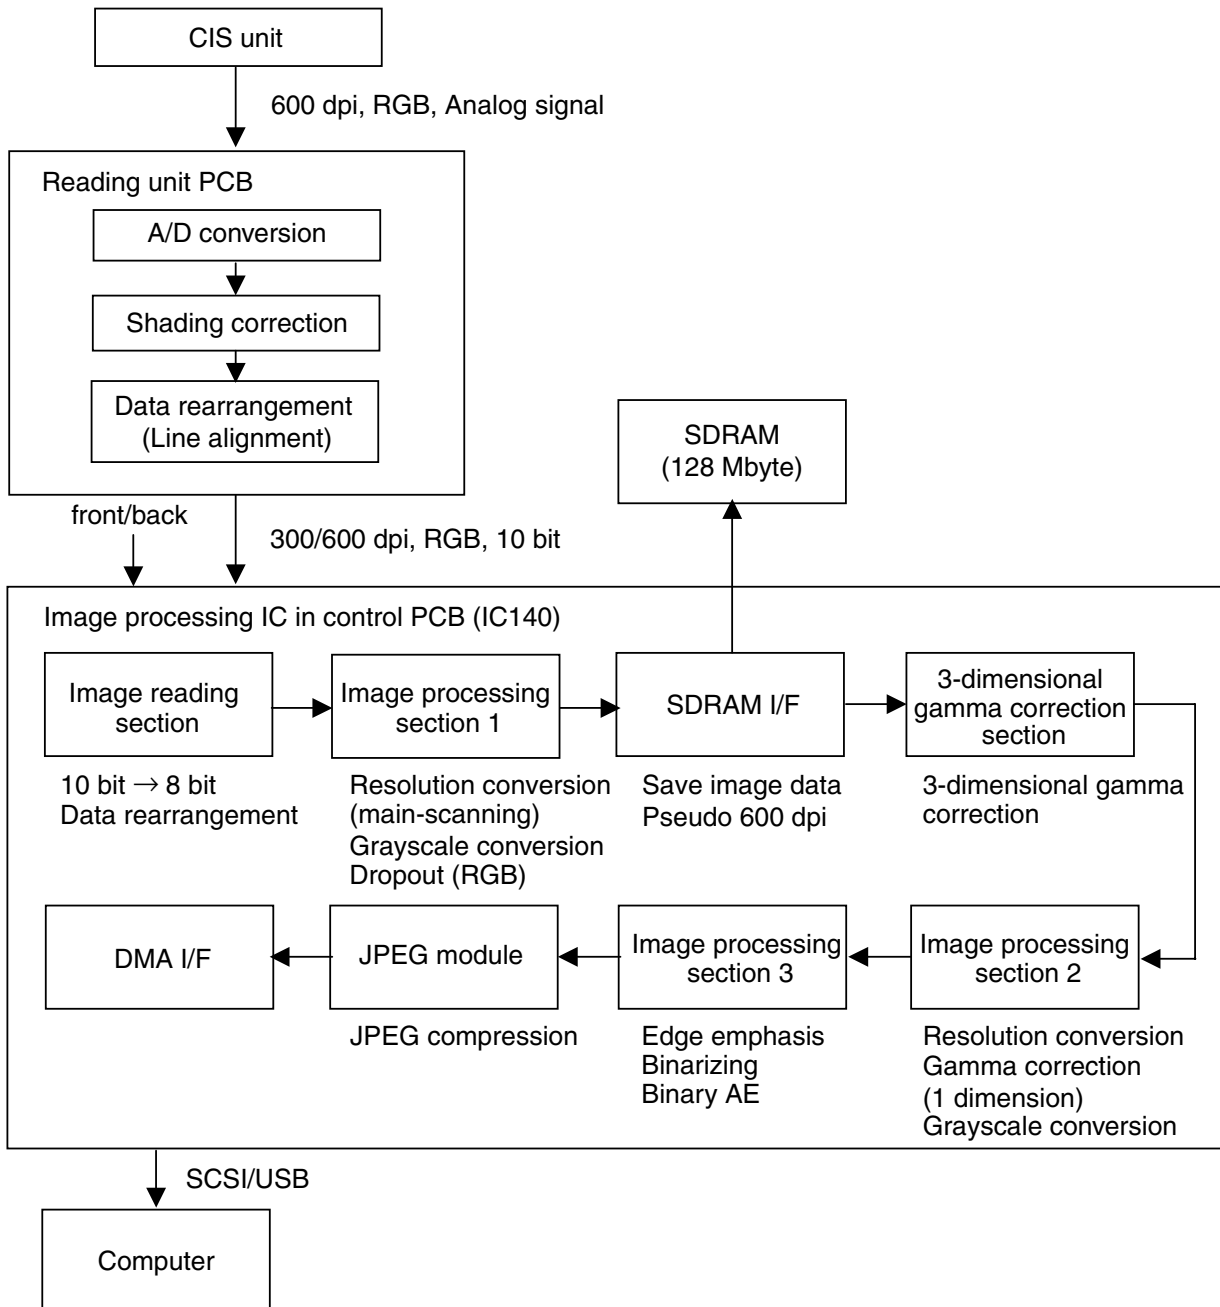 CIS unit
600 dpi, RGB, Analog signal
Reading unit PCB
A/D conversion
Shading correction
Data rearrangement
(Line alignment)
SDRAM
(128 Mbyte)
front/back
300/600 dpi, RGB, 10 bit
Image processing IC in control PCB (IC140)
Image reading
section
Image processing
section 1
SDRAM I/F
3-dimensional
gamma correction
section
10 bit → 8 bit
Data rearrangement
Resolution conversion
(main-scanning)
Grayscale conversion
Dropout (RGB)
Save image data
Pseudo 600 dpi
3-dimensional gamma
correction
DMA I/F
JPEG module
Image processing
section 3
Image processing
section 2
JPEG compression
Edge emphasis
Binarizing
Binary AE
Resolution conversion
Gamma correction
(1 dimension)
Grayscale conversion
SCSI/USB
Computer